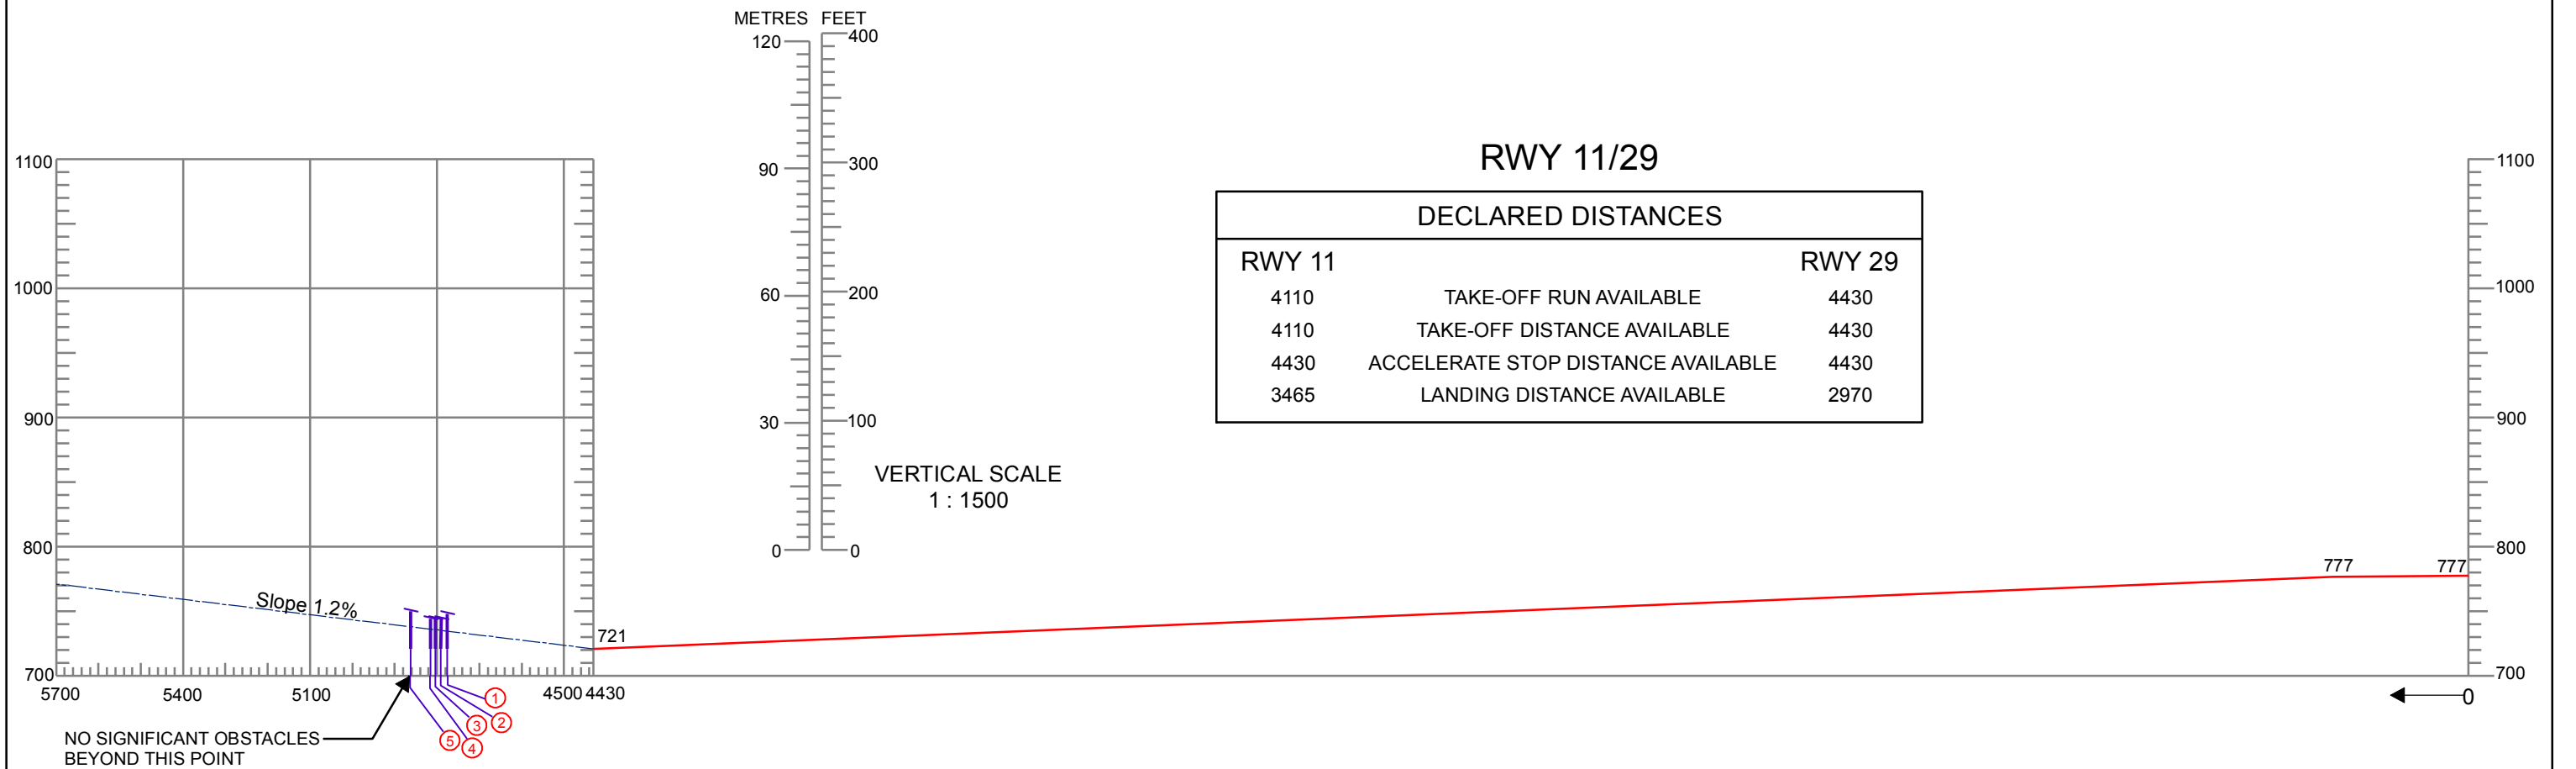 METRES FEET
120
400
90
300
60
200
30
100
0
0
VERTICAL SCALE
1 : 1500
RWY 11/29
DECLARED DISTANCES
RWY 11 RWY 29
4110 TAKE-OFF RUN AVAILABLE 4430
4110 TAKE-OFF DISTANCE AVAILABLE 4430
4430 ACCELERATE STOP DISTANCE AVAILABLE 4430
3465 LANDING DISTANCE AVAILABLE 2970
1100
1000
900
800
700
Slope 1.2%
721
777
777
1100
1000
900
800
700
5700 5400 5100 4500 4430
0
1
2
3
4
5
NO SIGNIFICANT OBSTACLES
BEYOND THIS POINT